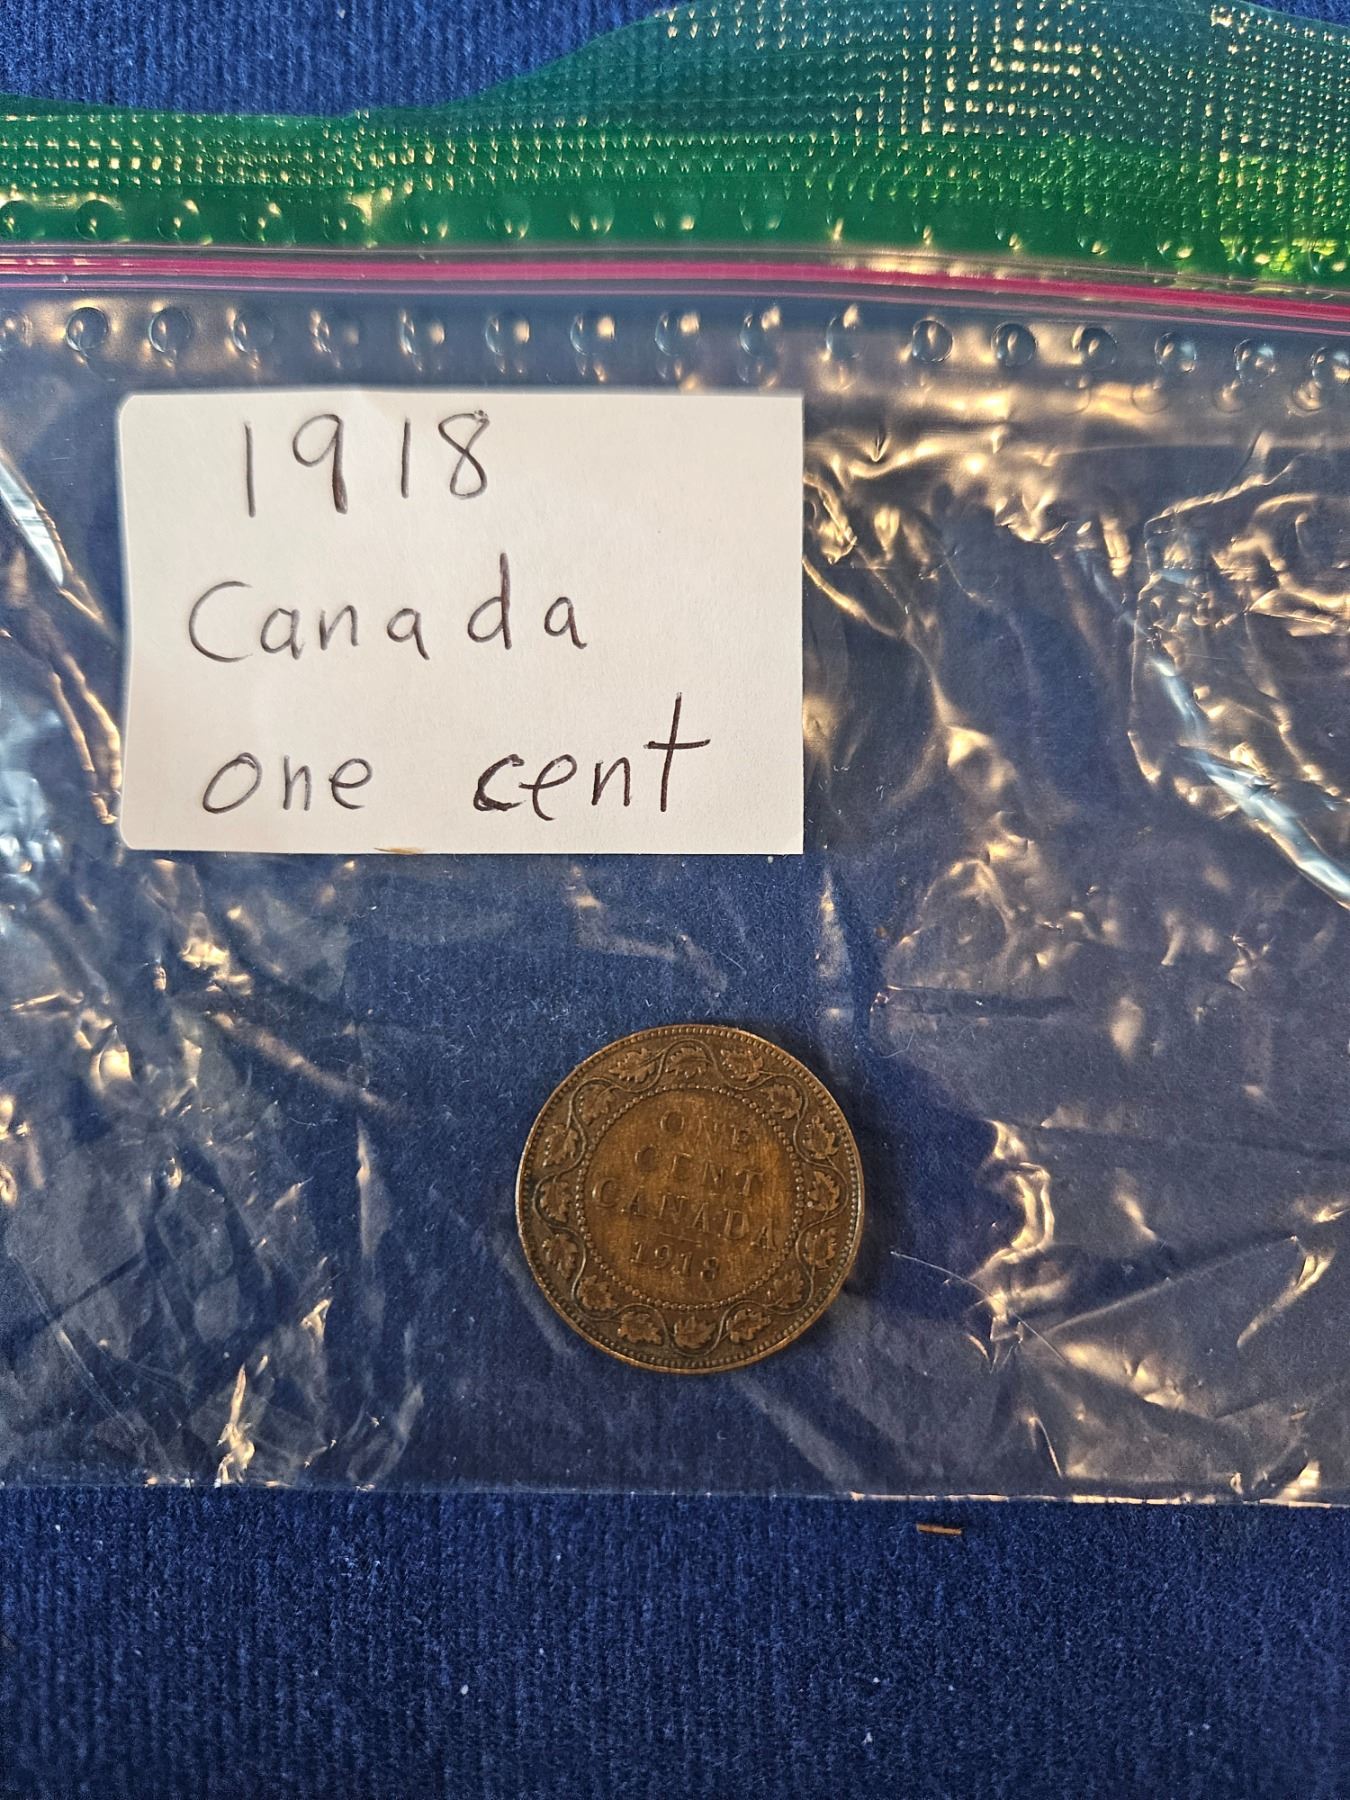 1918
Canada
one cent
ONE
CENT
CANADA
1918